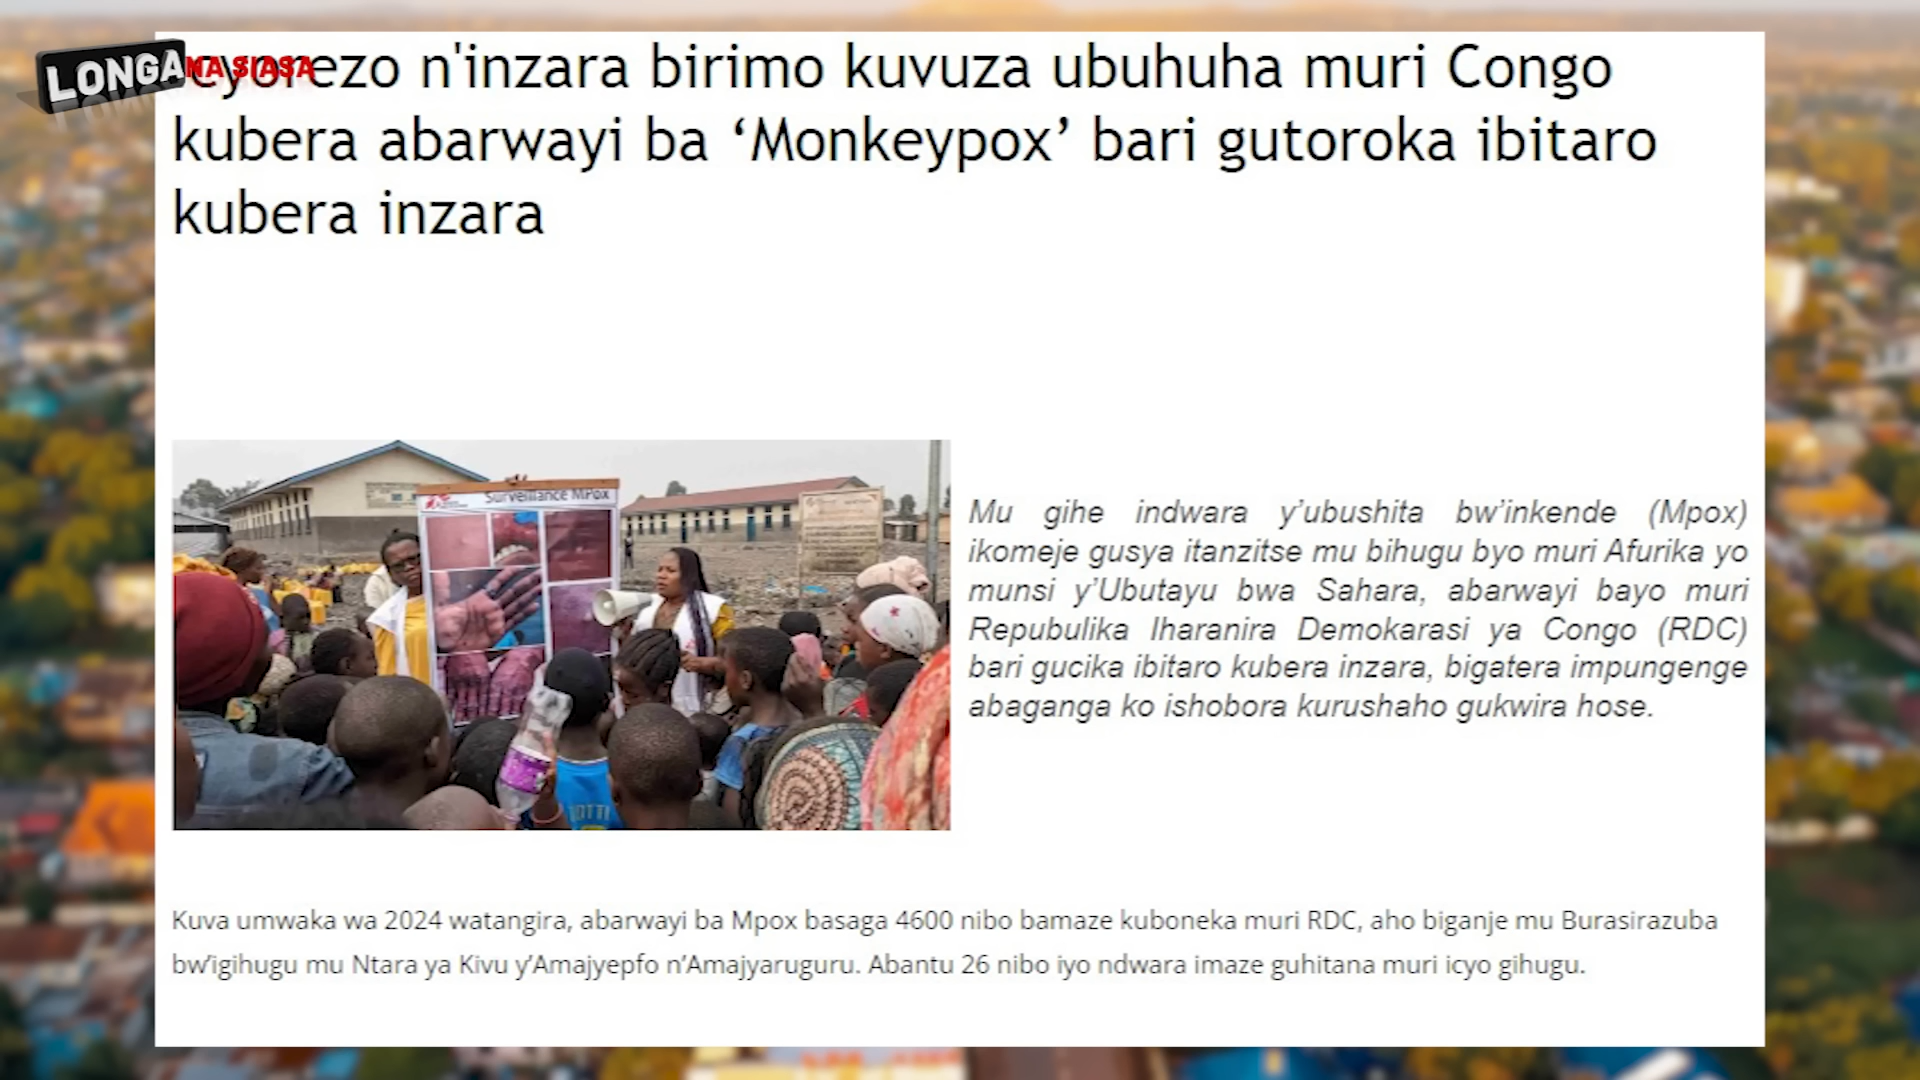 LONGA NA SIASA
n'inzara birimo kuvuza ubuhuha muri Congo
kubera abarwayi ba ‘Monkeypox’ bari gutoroka ibitaro
kubera inzara
Surveillance MPox
Mu gihe indwara y’ubushita bw’inkende (Mpox)
ikomeje gusya itanzitse mu bihugu byo muri Afurika yo
munsi y’Ubutayu bwa Sahara, abarwayi bayo muri
Repubulika Iharanira Demokarasi ya Congo (RDC)
bari gucika ibitaro kubera inzara, bigatera impungenge
abaganga ko ishobora kurushaho gukwira hose.
Kuva umwaka wa 2024 watangira, abarwayi ba Mpox basaga 4600 nibo bamaze kuboneka muri RDC, aho biganje mu Burasirazuba
bw’igihugu mu Ntara ya Kivu y’Amajyepfo n’Amajyaruguru. Abantu 26 nibo iyo ndwara imaze guhitana muri icyo gihugu.